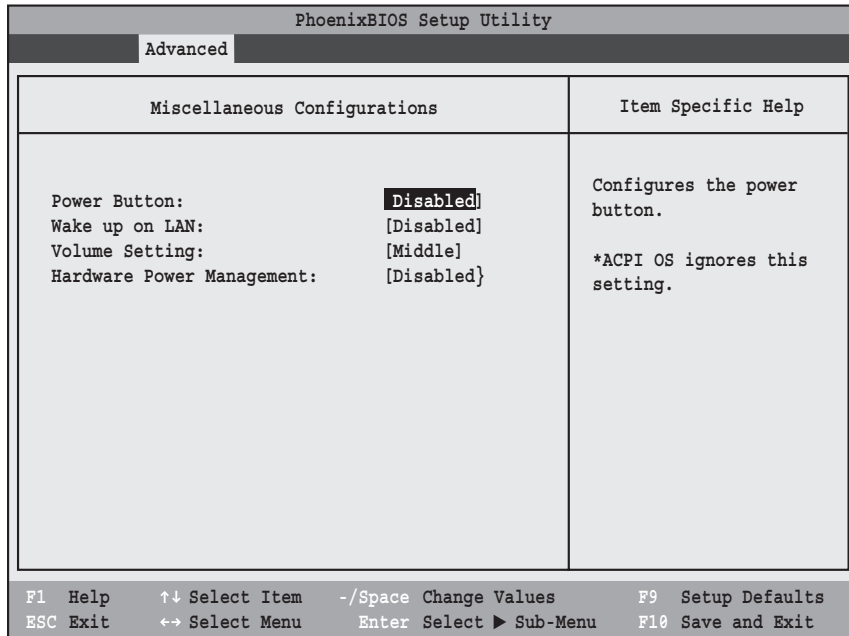 PhoenixBIOS Setup Utility
Advanced
Miscellaneous Configurations
Item Specific Help
Power Button: Disabled]
Wake up on LAN: [Disabled]
Volume Setting: [Middle]
Hardware Power Management: [Disabled}
Configures the power
button.
*ACPI OS ignores this
setting.
F1 Help ↑↓ Select Item -/Space Change Values F9 Setup Defaults
ESC Exit ←→ Select Menu Enter Select ▶ Sub-Menu F10 Save and Exit